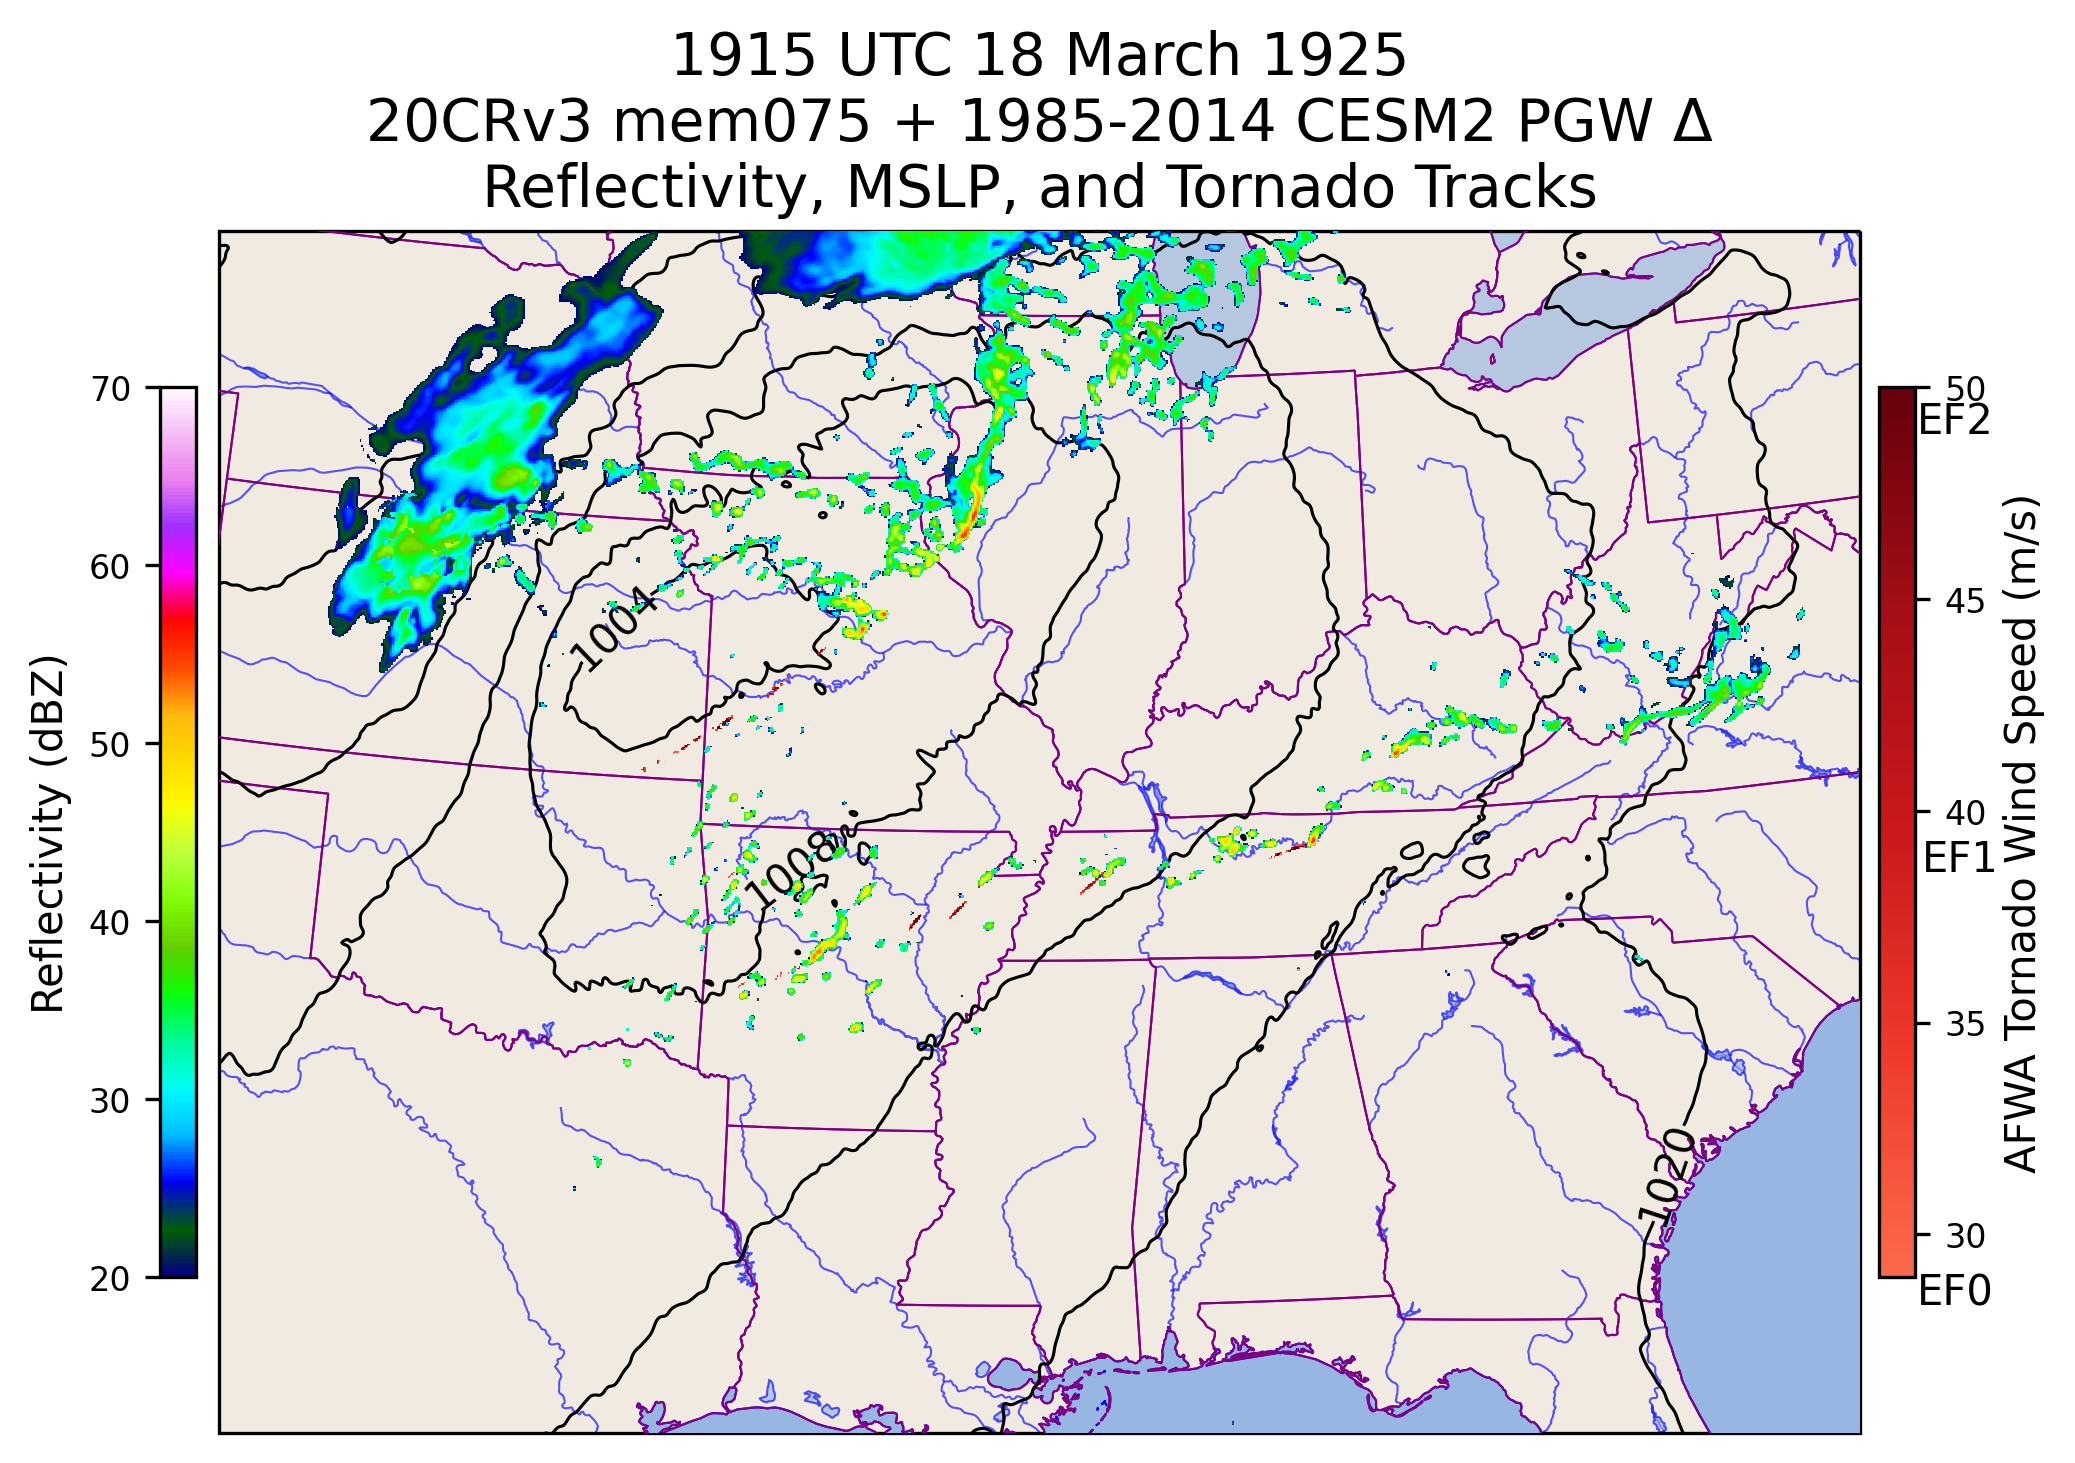 1915 UTC 18 March 1925
20CRv3 mem075 + 1985-2014 CESM2 PGW Δ
Reflectivity, MSLP, and Tornado Tracks
70
60
50
40
30
20
Reflectivity (dBZ)
1004
1008
1020
50
EF2
45
40
EF1
35
30
EF0
AFWA Tornado Wind Speed (m/s)